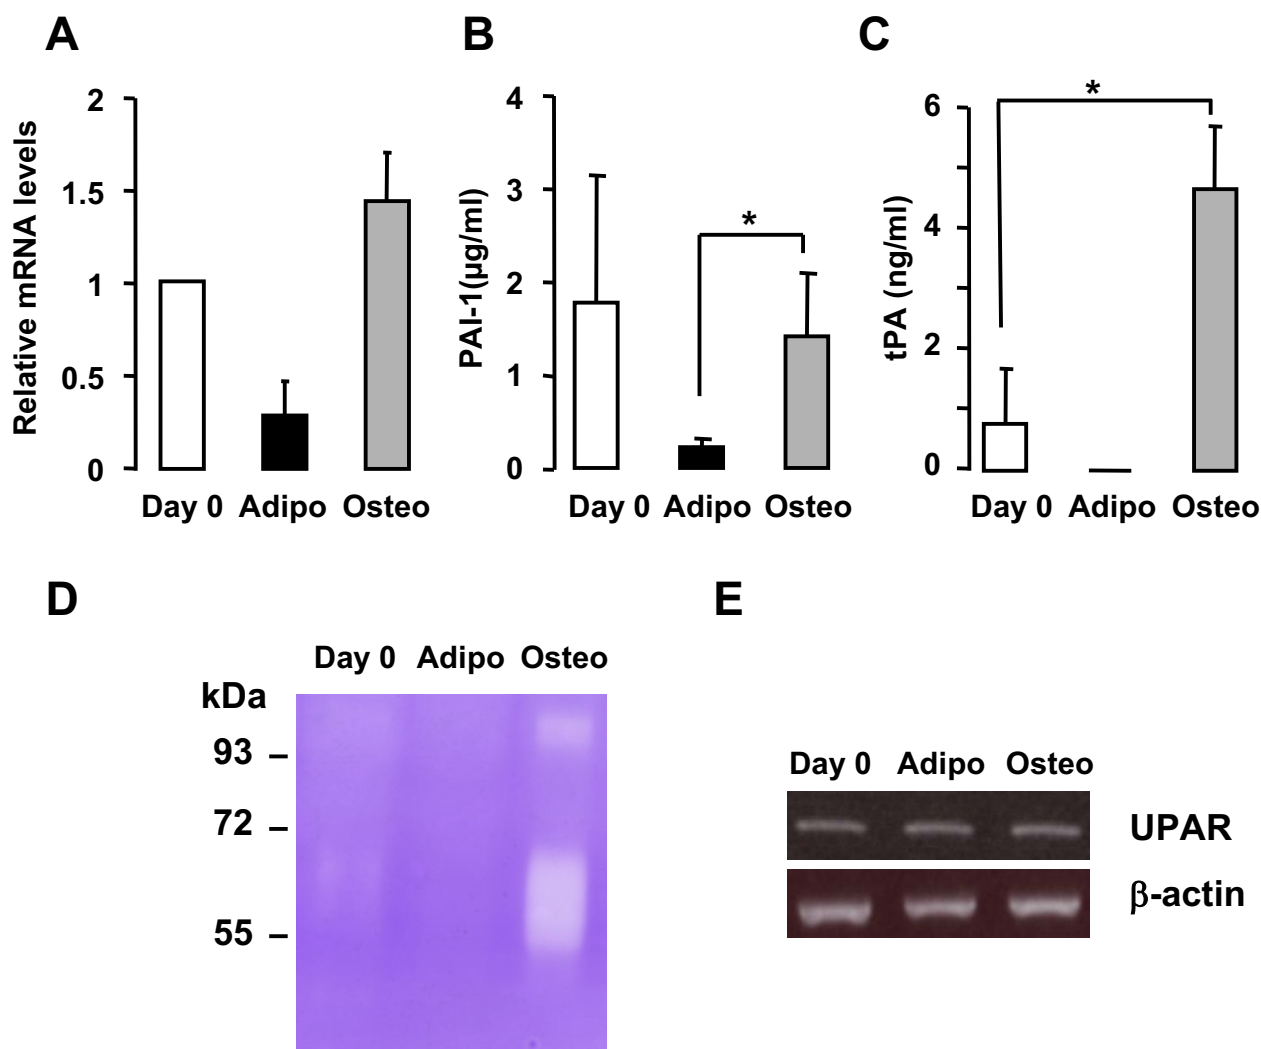 A
Relative mRNA levels
2
1.5
1
0.5
0
Day 0 Adipo Osteo
B
PAI-1(µg/ml)
4
3
2
1
0
*
Day 0 Adipo Osteo
C
tPA (ng/ml)
6
4
2
0
*
Day 0 Adipo Osteo
D
Day 0 Adipo Osteo
kDa
93 –
72 –
55 –
E
Day 0 Adipo Osteo
UPAR
β-actin